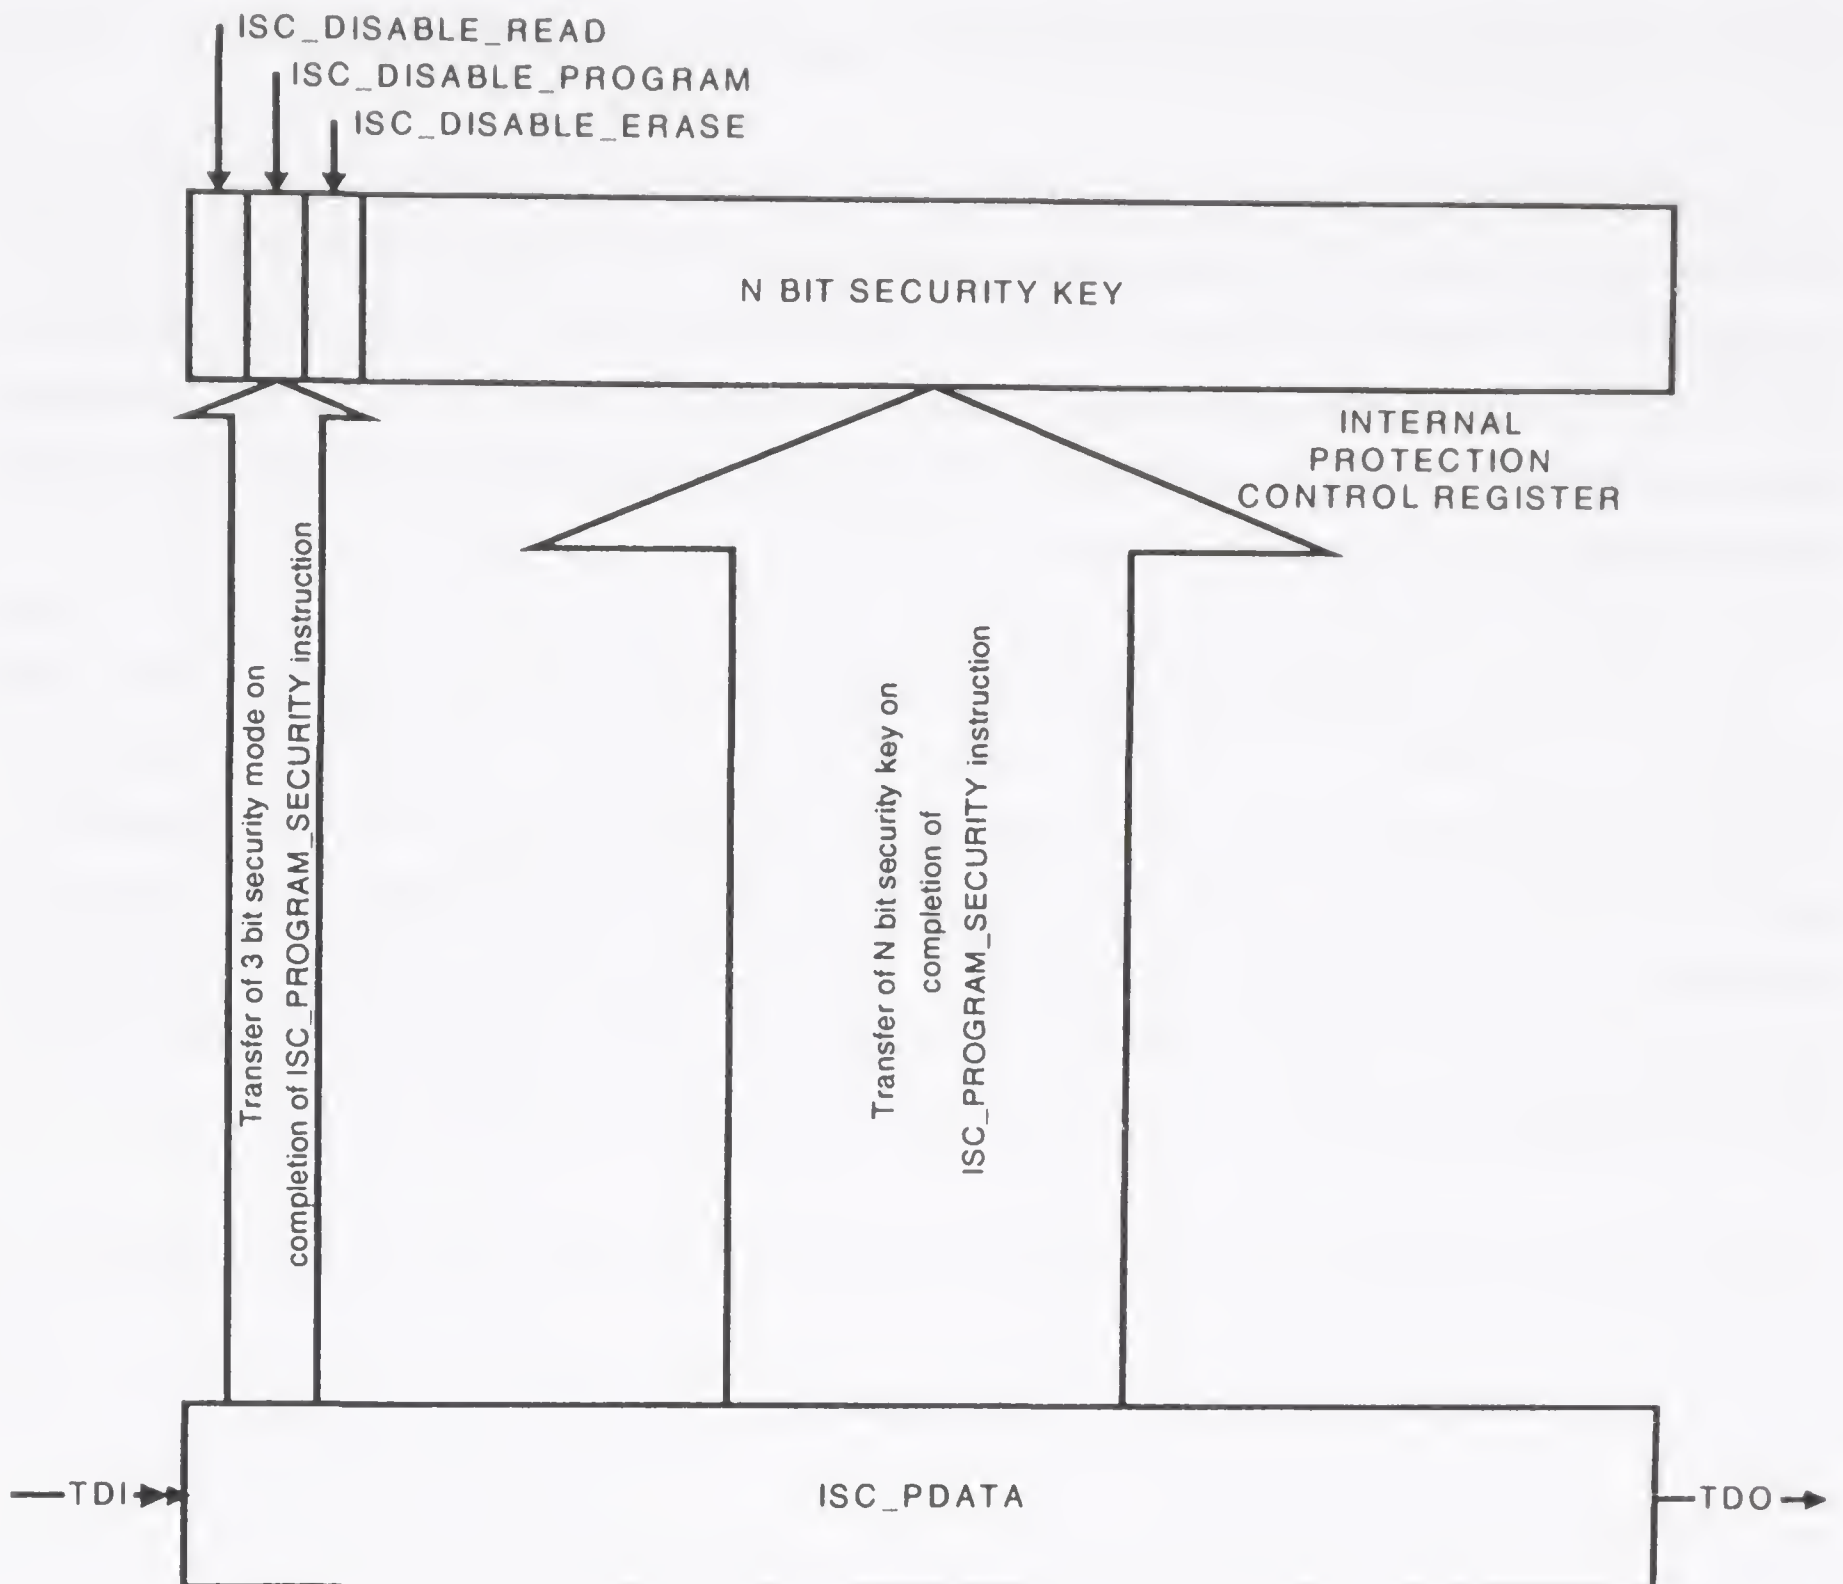 ISC_DISABLE_READ
ISC_DISABLE_PROGRAM
ISC_DISABLE_ERASE
N BIT SECURITY KEY
INTERNAL
PROTECTION
CONTROL REGISTER
Transfer of 3 bit security mode on
completion of ISC_PROGRAM_SECURITY instruction
Transfer of N bit security key on
completion of
ISC_PROGRAM_SECURITY instruction
TDI
ISC_PDATA
TDO